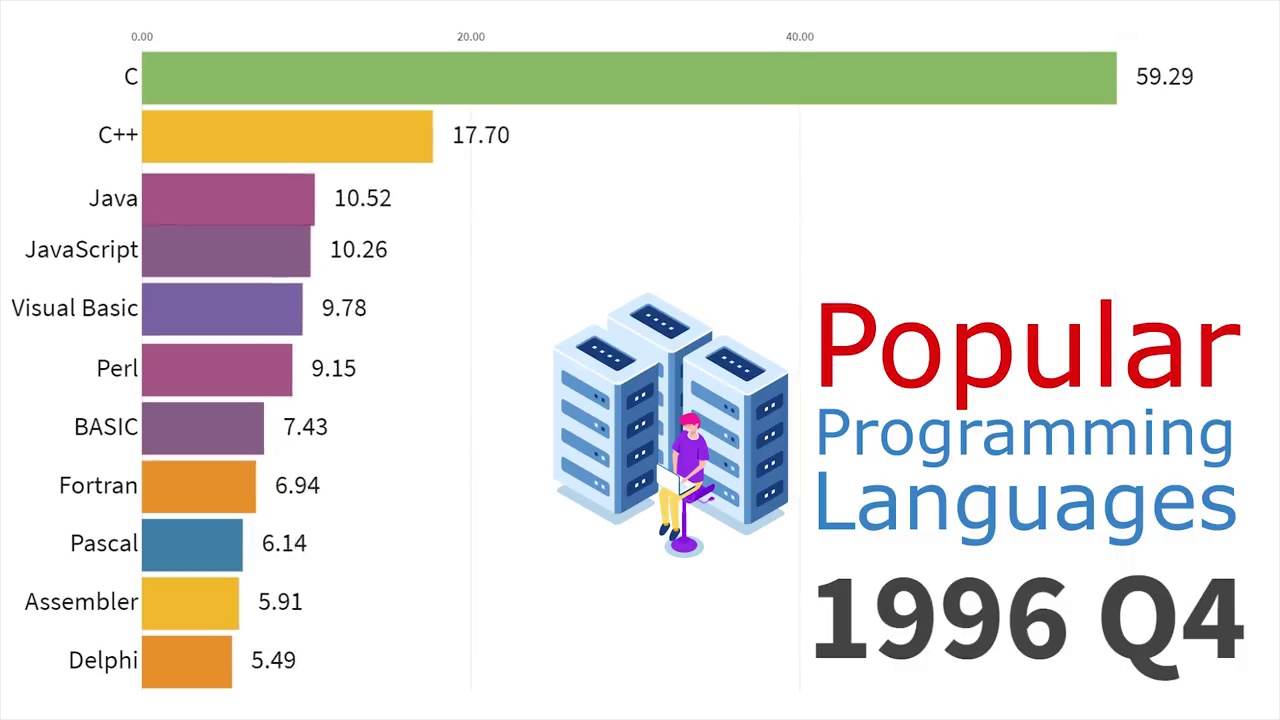 0.00 20.00 40.00
C 59.29
C++ 17.70
Java 10.52
JavaScript 10.26
Visual Basic 9.78
Perl 9.15
BASIC 7.43
Fortran 6.94
Pascal 6.14
Assembler 5.91
Delphi 5.49
Popular
Programming
Languages
1996 Q4